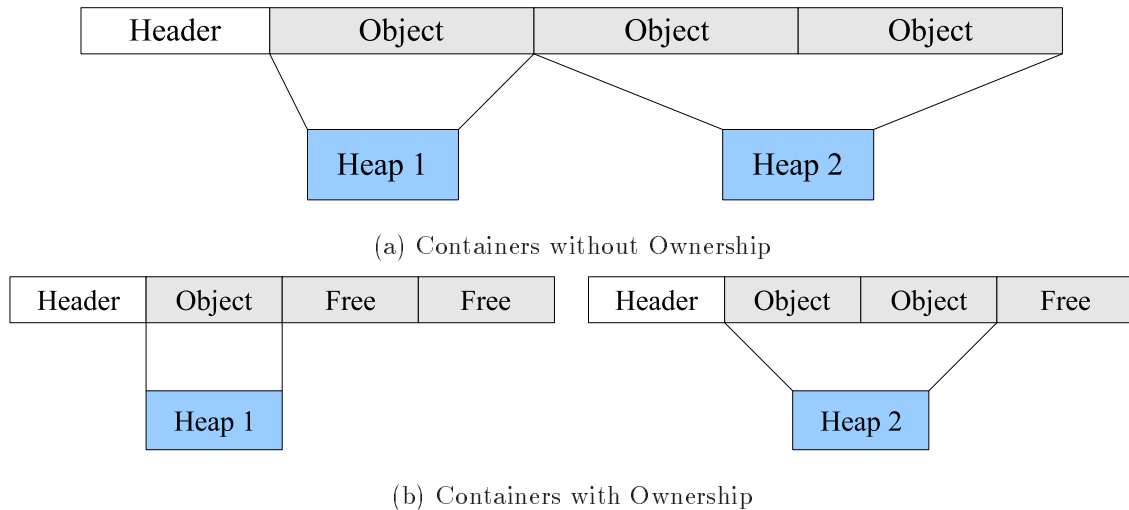 Header Object Object Object
Heap 1 Heap 2
(a) Containers without Ownership
Header Object Free Free Header Object Object Free
Heap 1 Heap 2
(b) Containers with Ownership